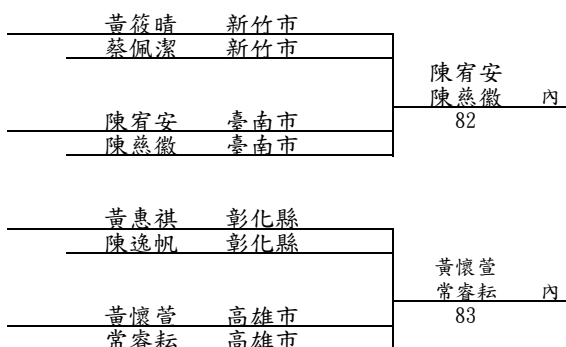 黃筱晴 新竹市
蔡佩潔 新竹市
陳宥安
陳慈徽 內
82
陳宥安 臺南市
陳慈徽 臺南市
黃惠祺 彰化縣
陳逸帆 彰化縣
黃懷萱
常睿耘 內
83
黃懷萱 高雄市
常睿耘 高雄市